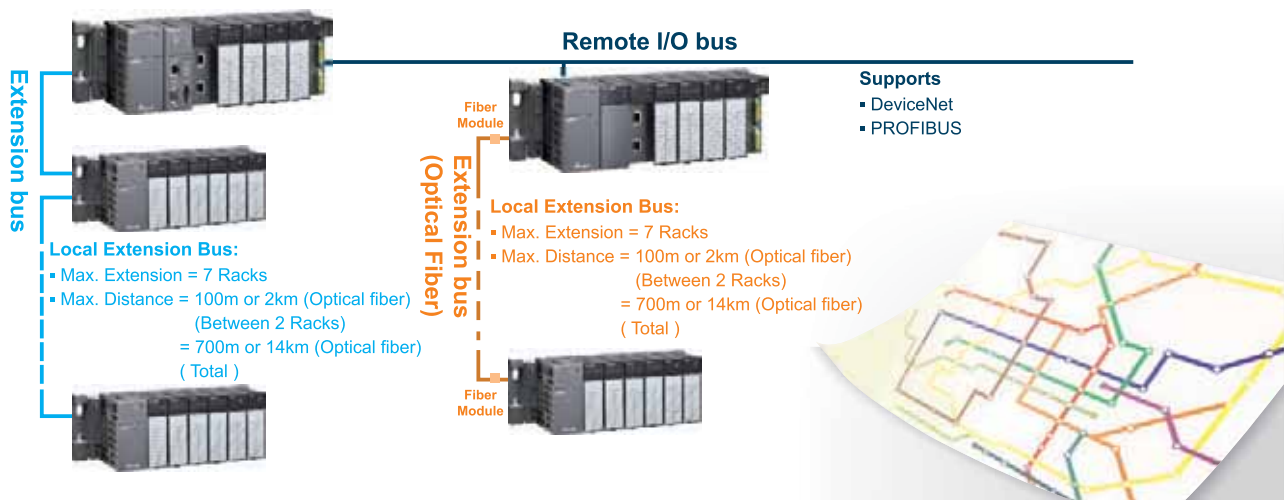 Remote I/O bus
Supports
▪ DeviceNet
▪ PROFIBUS
Extension bus
Local Extension Bus:
▪ Max. Extension = 7 Racks
▪ Max. Distance = 100m or 2km (Optical fiber)
(Between 2 Racks)
= 700m or 14km (Optical fiber)
( Total )
Fiber
Module
Extension bus
(Optical Fiber)
Local Extension Bus:
▪ Max. Extension = 7 Racks
▪ Max. Distance = 100m or 2km (Optical fiber)
(Between 2 Racks)
= 700m or 14km (Optical fiber)
( Total )
Fiber
Module